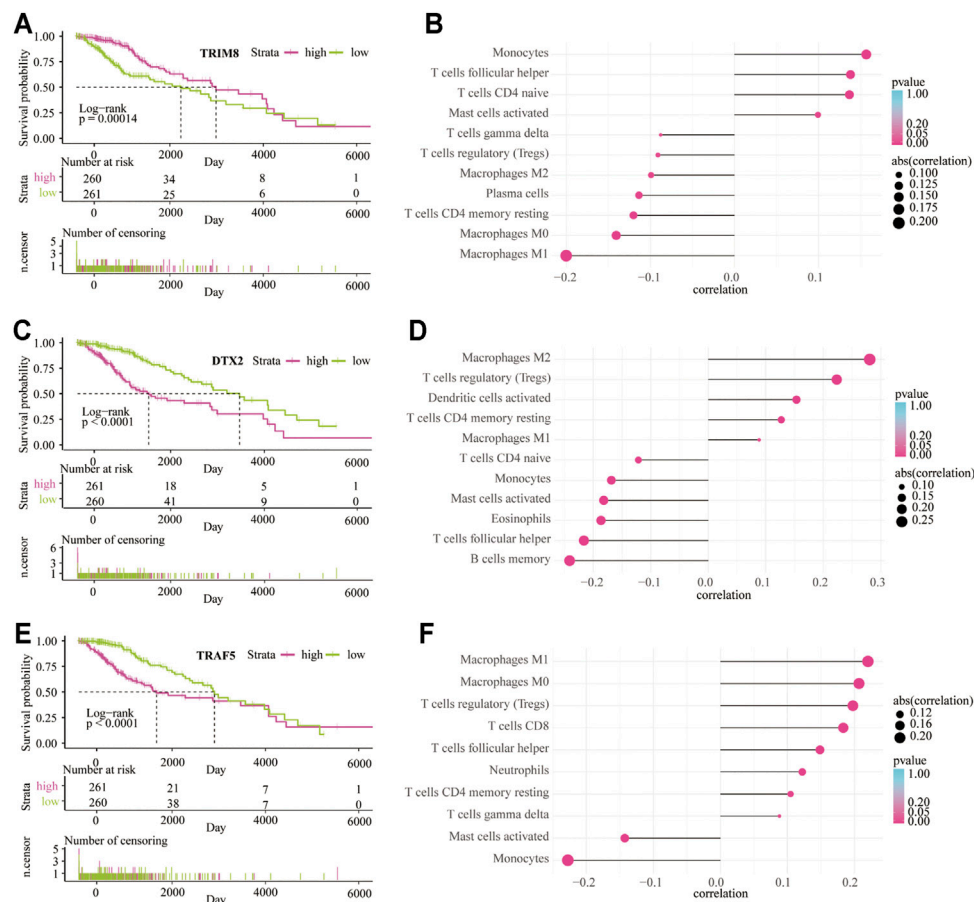 A
TRIM8 Strata high low
Survival probability
1.00
0.75
0.50
0.25
0.00
Log-rank
p = 0.00014
0 2000 4000 6000
Day
Number at risk
Strata
high 260 34 8 1
low 261 25 6 0
0 2000 4000 6000
Day
Number of censoring
n.censor
5
3
1
0 2000 4000 6000
Day
B
Monocytes
T cells follicular helper
T cells CD4 naive
Mast cells activated
T cells gamma delta
T cells regulatory (Tregs)
Macrophages M2
Plasma cells
T cells CD4 memory resting
Macrophages M0
Macrophages M1
−0.2 −0.1 0.0 0.1
correlation
pvalue
1.00
0.20
0.05
0.00
abs(correlation)
0.100
0.125
0.150
0.175
0.200
C
DTX2 Strata high low
Survival probability
1.00
0.75
0.50
0.25
0.00
Log-rank
p < 0.0001
0 2000 4000 6000
Day
Number at risk
Strata
high 261 18 5 1
low 260 41 9 0
0 2000 4000 6000
Day
Number of censoring
n.censor
6
3
1
0 2000 4000 6000
Day
D
Macrophages M2
T cells regulatory (Tregs)
Dendritic cells activated
T cells CD4 memory resting
Macrophages M1
T cells CD4 naive
Monocytes
Mast cells activated
Eosinophils
T cells follicular helper
B cells memory
−0.2 −0.1 0.0 0.1 0.2 0.3
correlation
pvalue
1.00
0.20
0.05
0.00
abs(correlation)
0.10
0.15
0.20
0.25
E
TRAF5 Strata high low
Survival probability
1.00
0.75
0.50
0.25
0.00
Log-rank
p < 0.0001
0 2000 4000 6000
Day
Number at risk
Strata
high 261 21 7 1
low 260 38 7 0
0 2000 4000 6000
Day
Number of censoring
n.censor
5
3
1
0 2000 4000 6000
Day
F
Macrophages M1
Macrophages M0
T cells regulatory (Tregs)
T cells CD8
T cells follicular helper
Neutrophils
T cells CD4 memory resting
T cells gamma delta
Mast cells activated
Monocytes
−0.2 −0.1 0.0 0.1 0.2
correlation
abs(correlation)
0.12
0.16
0.20
pvalue
1.00
0.20
0.05
0.00